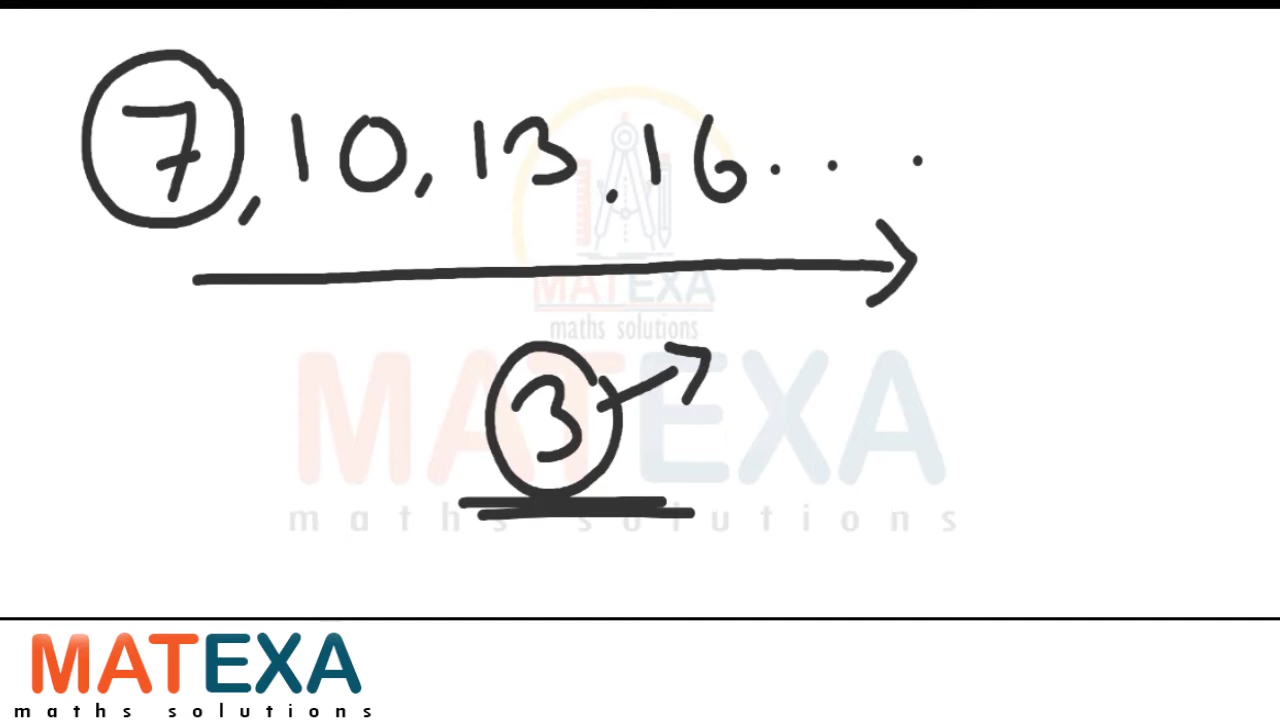 7, 10, 13, 16 . . .
MATEXA
maths solutions
3
MATEXA
maths solutions
MATEXA
maths solutions